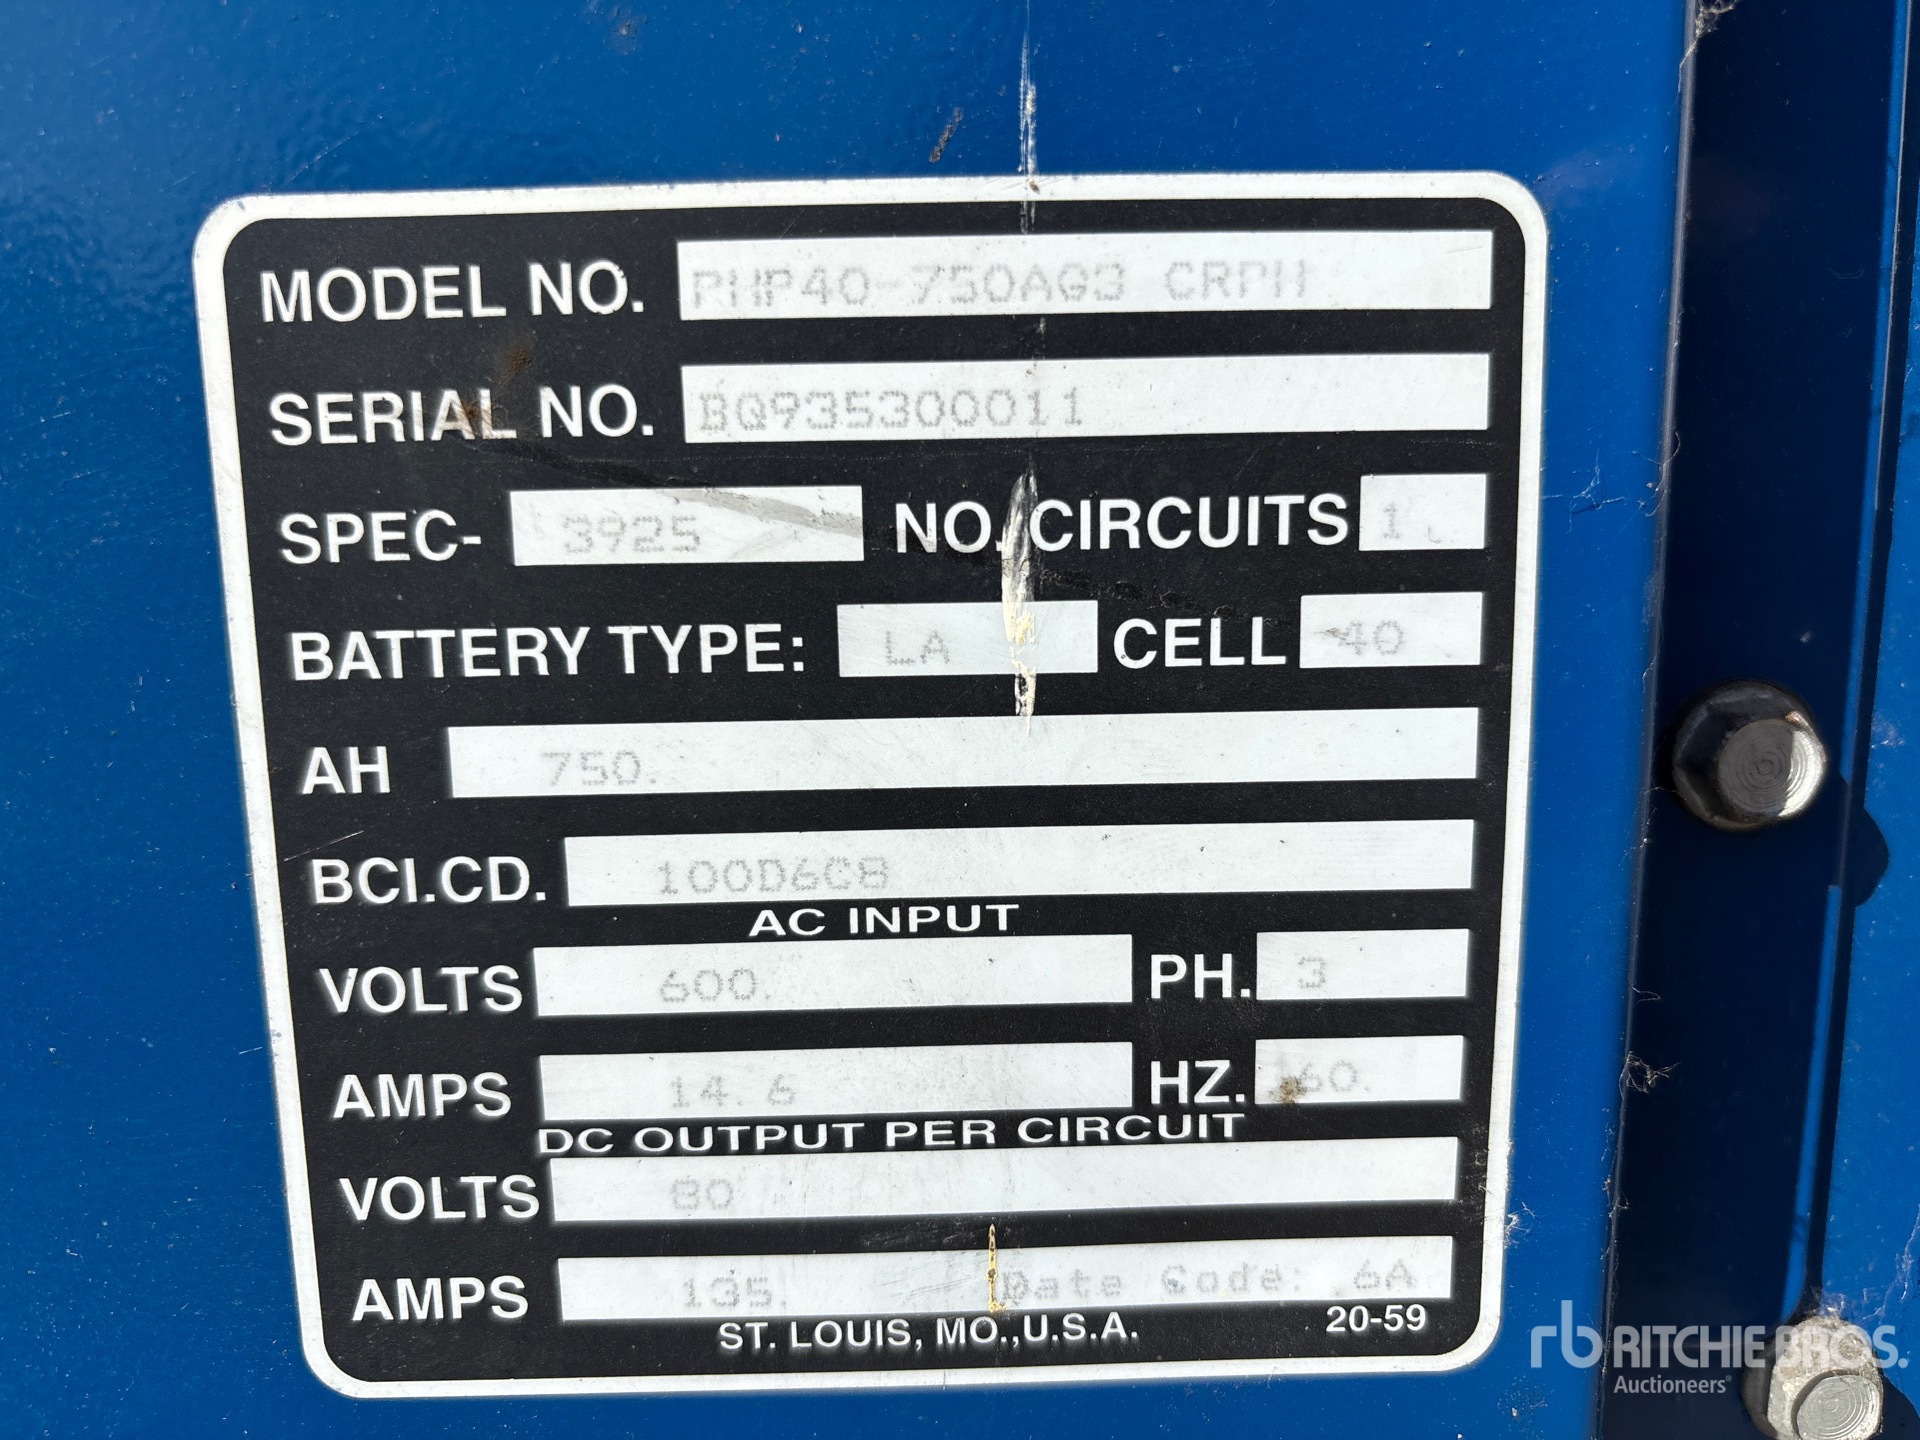 MODEL NO. PHP40-750AG3 CRPH
SERIAL NO. BQ935300011
SPEC- 3925 NO. CIRCUITS 1
BATTERY TYPE: LA CELL 40
AH 750.
BCI.CD. 100D6C8
AC INPUT
VOLTS 600. PH. 3
AMPS 14.6 HZ. 60.
DC OUTPUT PER CIRCUIT
VOLTS 80
AMPS 135. Date Code: 6A
ST. LOUIS, MO., U.S.A. 20-59
rb RITCHIE BROS.
Auctioneers